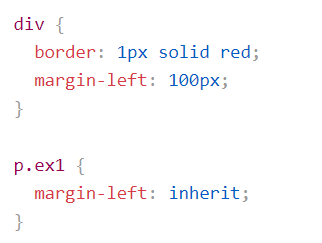 div {
  border: 1px solid red;
  margin-left: 100px;
}

p.ex1 {
  margin-left: inherit;
}